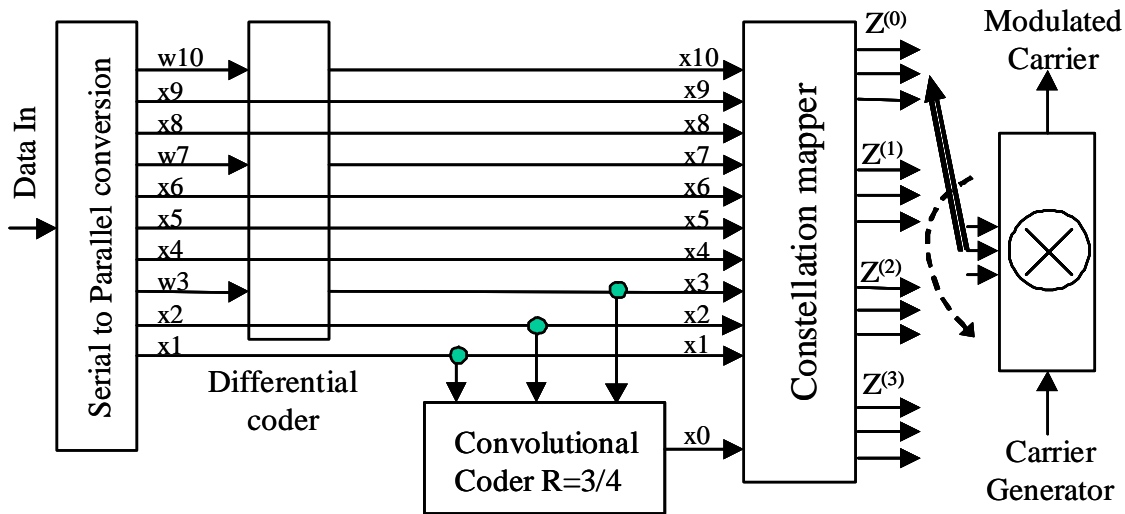 Data In
Serial to Parallel conversion
w10
x9
x8
w7
x6
x5
x4
w3
x2
x1
Differential
coder
x10
x9
x8
x7
x6
x5
x4
x3
x2
x1
Convolutional
Coder R=3/4
x0
Constellation mapper
Z(0)
Z(1)
Z(2)
Z(3)
Modulated
Carrier
Carrier
Generator